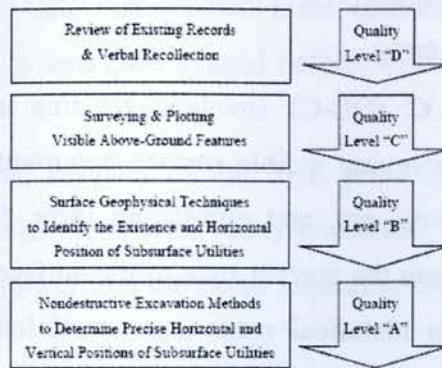 Review of Existing Records
& Verbal Recollection
Quality
Level "D"
Surveying & Plotting
Visible Above-Ground Features
Quality
Level "C"
Surface Geophysical Techniques
to Identify the Existence and Horizontal
Position of Subsurface Utilities
Quality
Level "B"
Nondestructive Excavation Methods
to Determine Precise Horizontal and
Vertical Positions of Subsurface Utilities
Quality
Level "A"